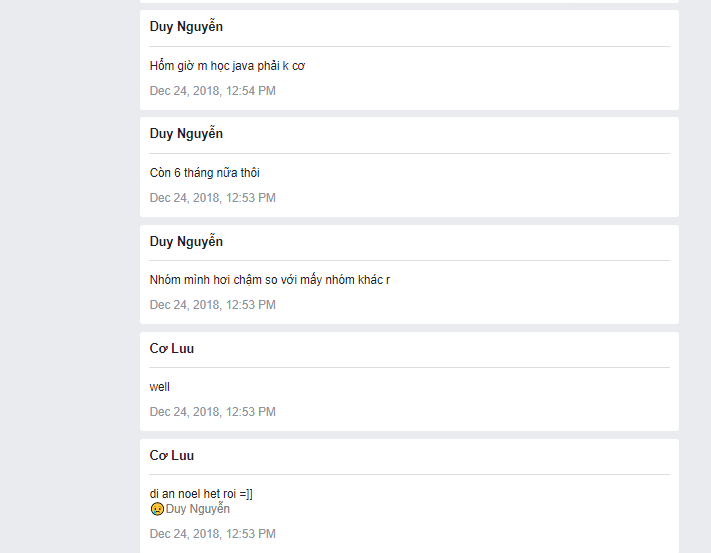 Duy Nguyễn
Hổm giờ m học java phải k cơ
Dec 24, 2018, 12:54 PM
Duy Nguyễn
Còn 6 tháng nữa thôi
Dec 24, 2018, 12:53 PM
Duy Nguyễn
Nhóm mình hơi chậm so với mấy nhóm khác r
Dec 24, 2018, 12:53 PM
Cơ Luu
well
Dec 24, 2018, 12:53 PM
Cơ Luu
di an noel het roi =]]
😢Duy Nguyễn
Dec 24, 2018, 12:53 PM